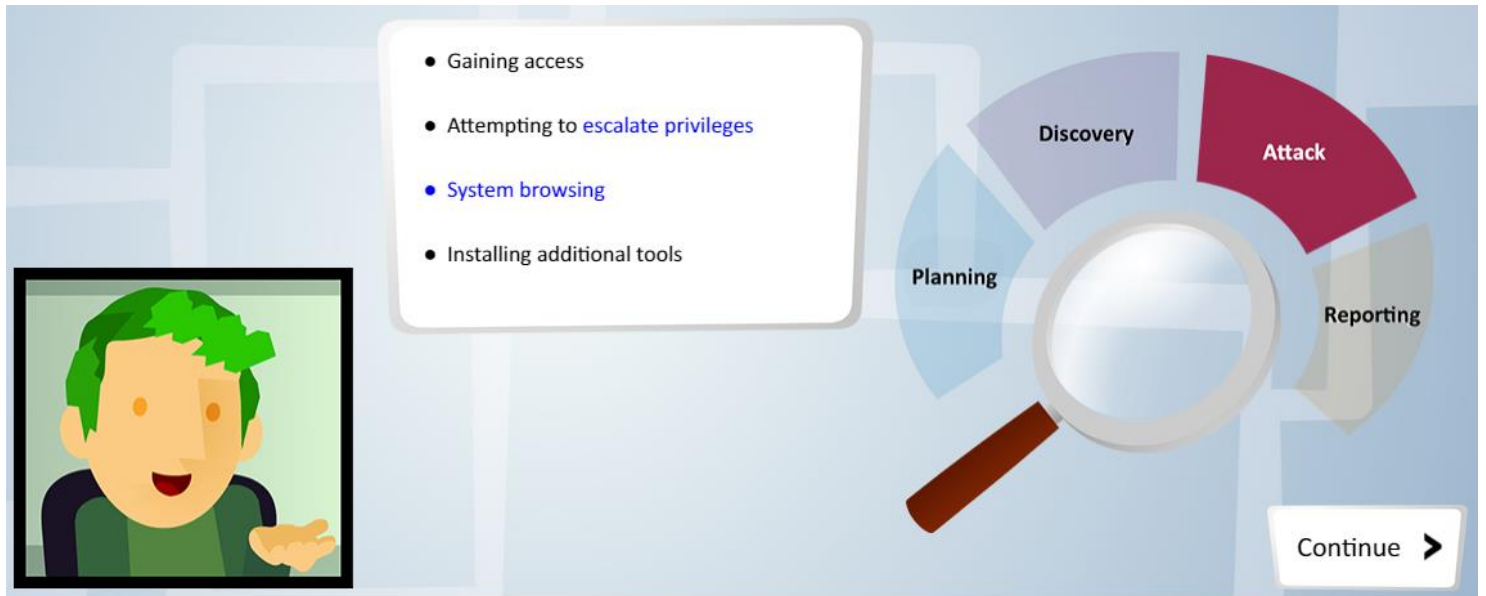 ● Gaining access
● Attempting to escalate privileges
● System browsing
● Installing additional tools
Discovery
Attack
Planning
Reporting
Continue >